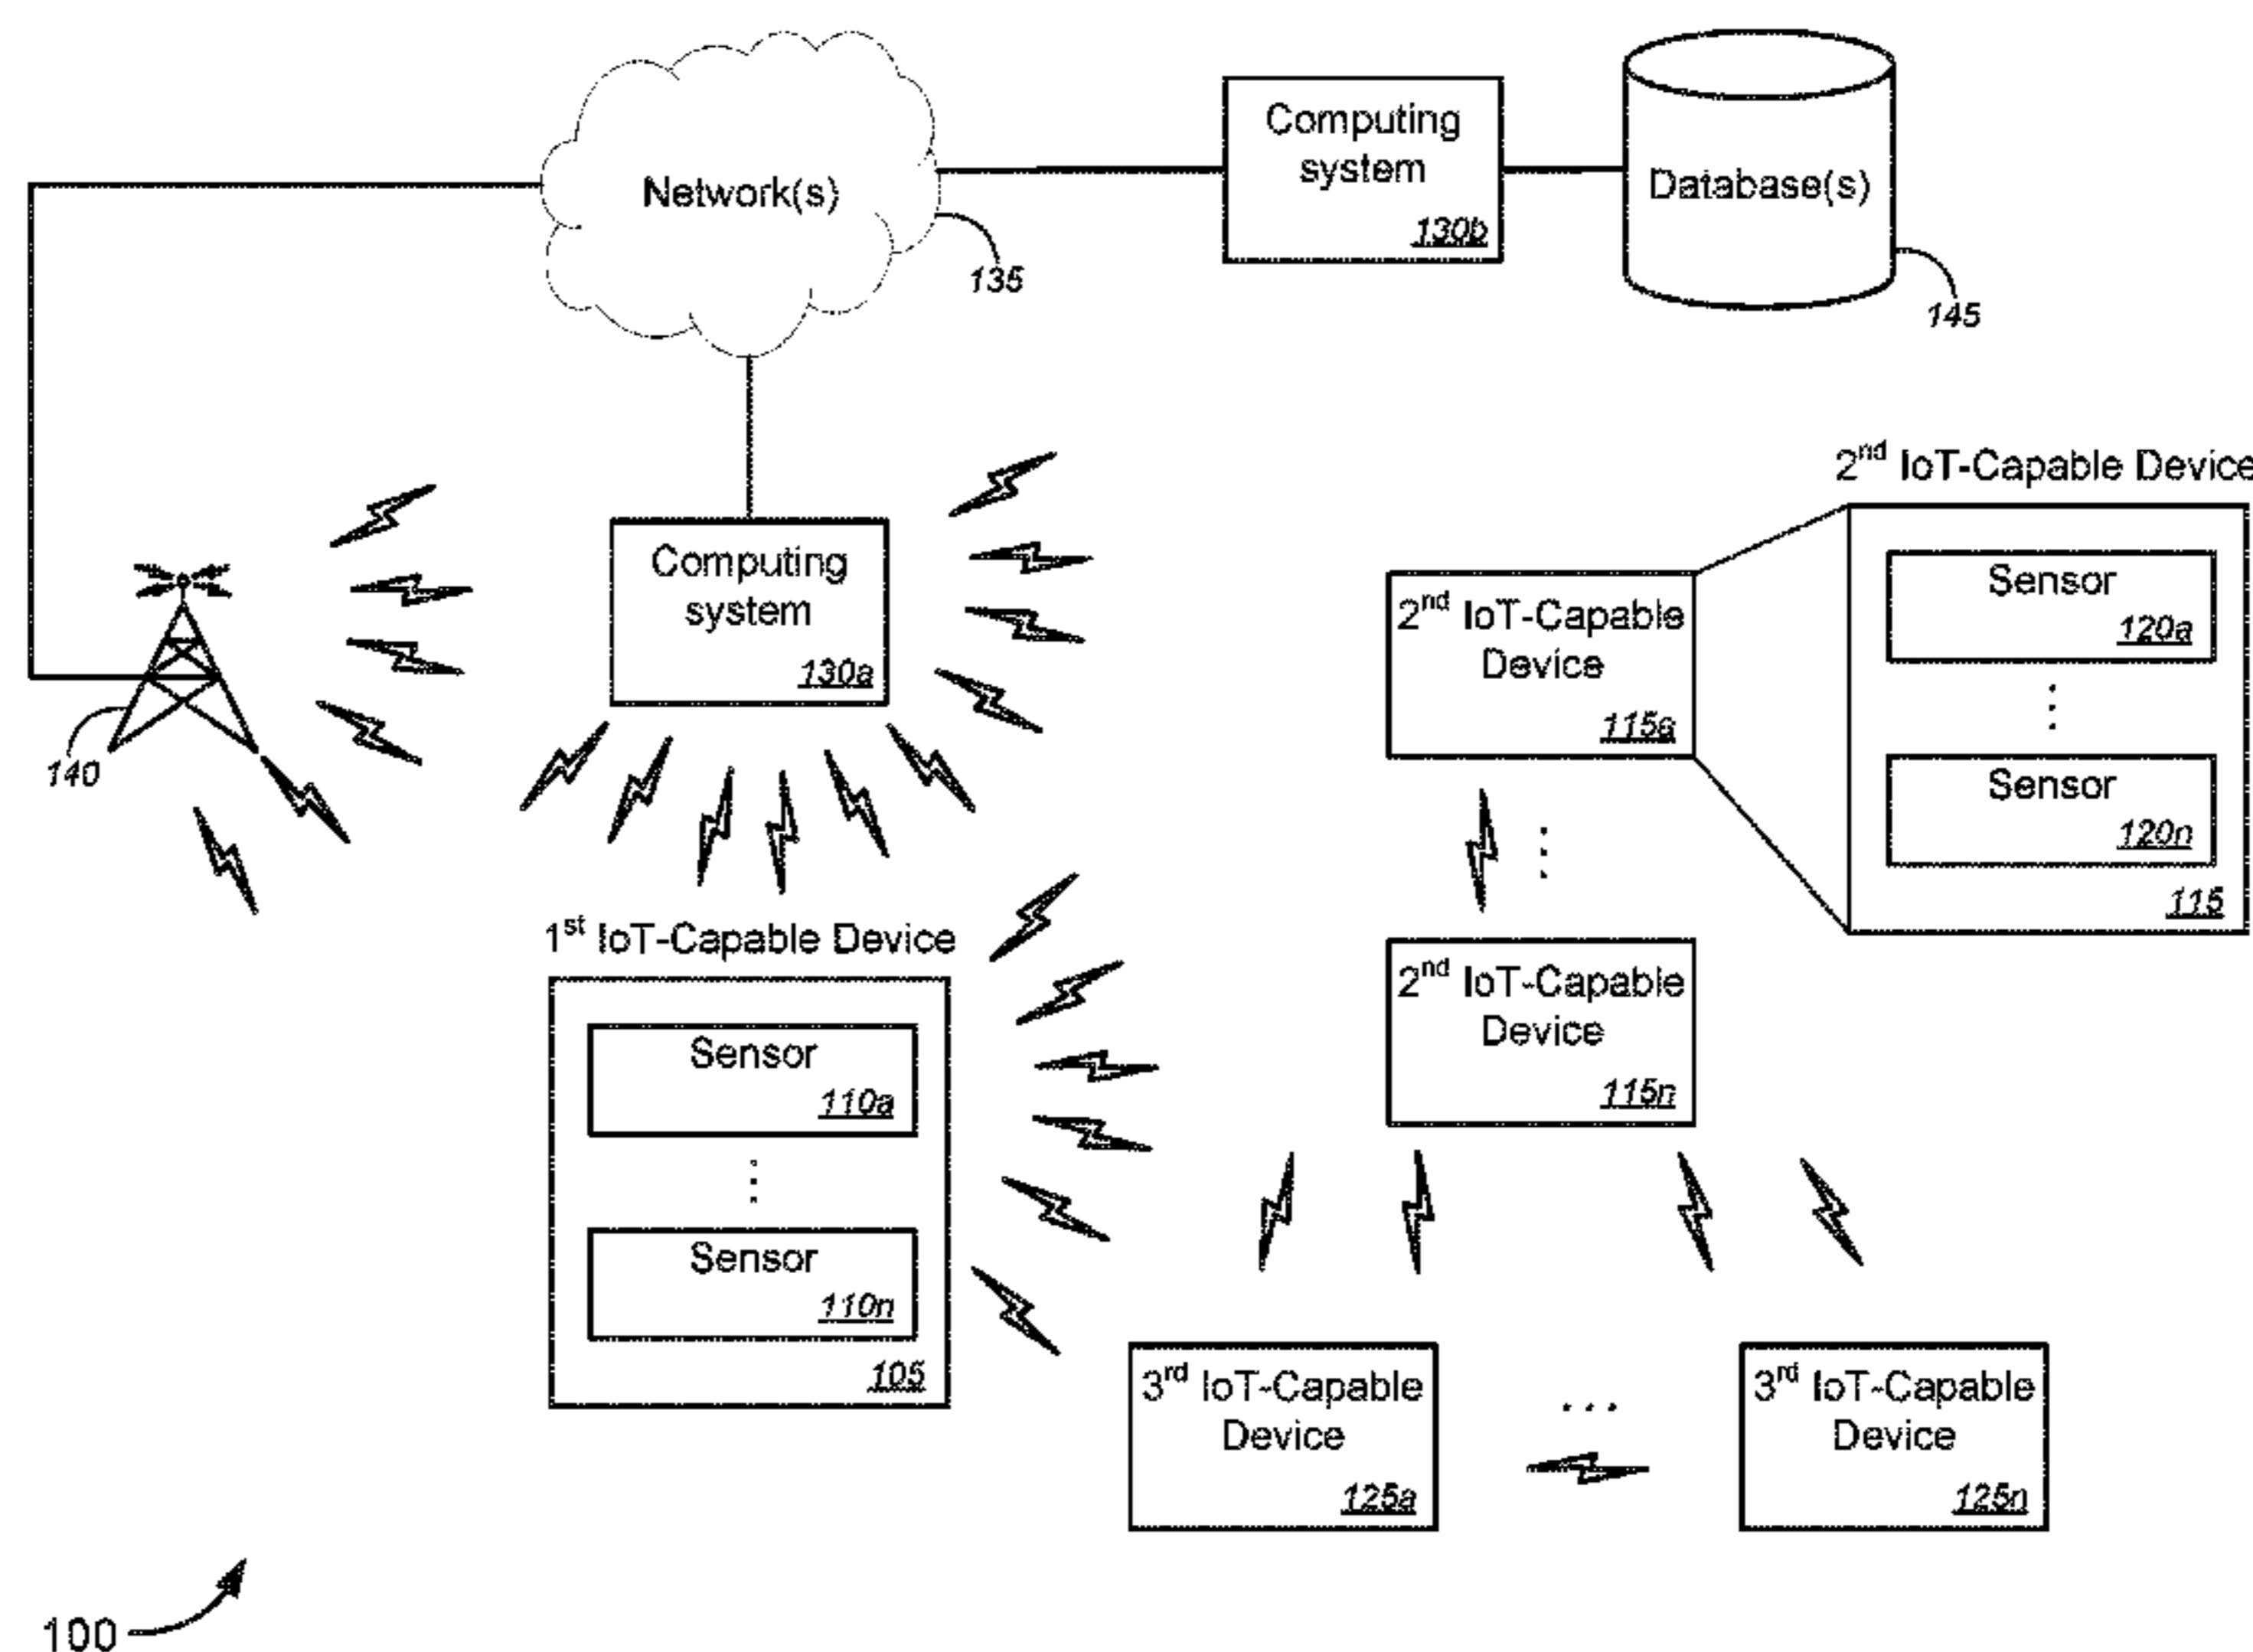 Network(s)
135
Computing
system
130b
Database(s)
145
140
Computing
system
130a
2nd IoT-Capable
Device
115a
2nd IoT-Capable Device
Sensor
120a
⋮
Sensor
120n
115
⋮
2nd IoT-Capable
Device
115n
1st IoT-Capable Device
Sensor
110a
⋮
Sensor
110n
105
3rd IoT-Capable
Device
125a
...
3rd IoT-Capable
Device
125n
100